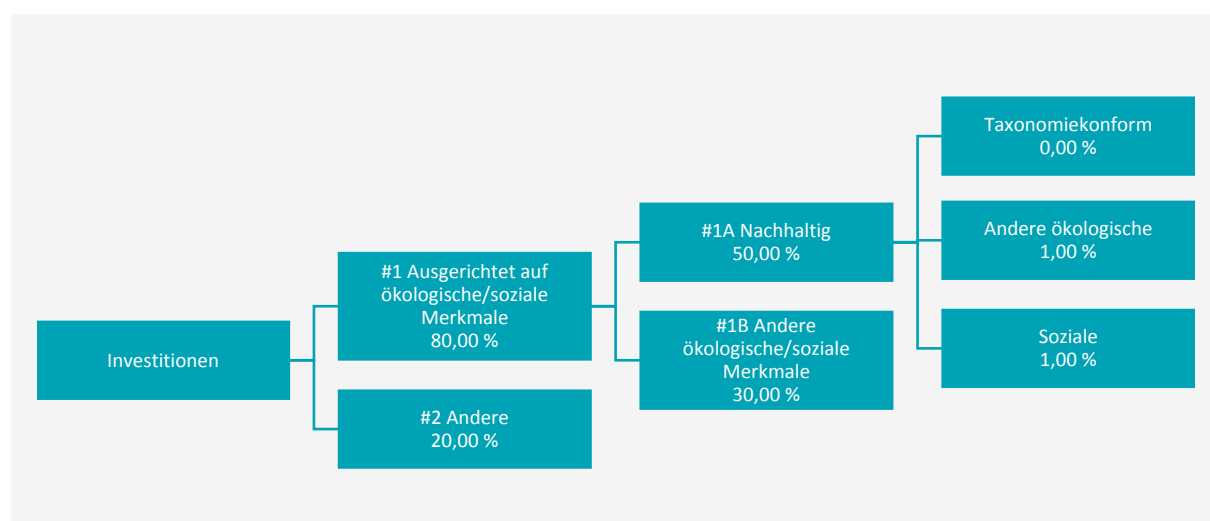 Investitionen
#1 Ausgerichtet auf
ökologische/soziale
Merkmale
80,00 %
#2 Andere
20,00 %
#1A Nachhaltig
50,00 %
#1B Andere
ökologische/soziale
Merkmale
30,00 %
Taxonomiekonform
0,00 %
Andere ökologische
1,00 %
Soziale
1,00 %